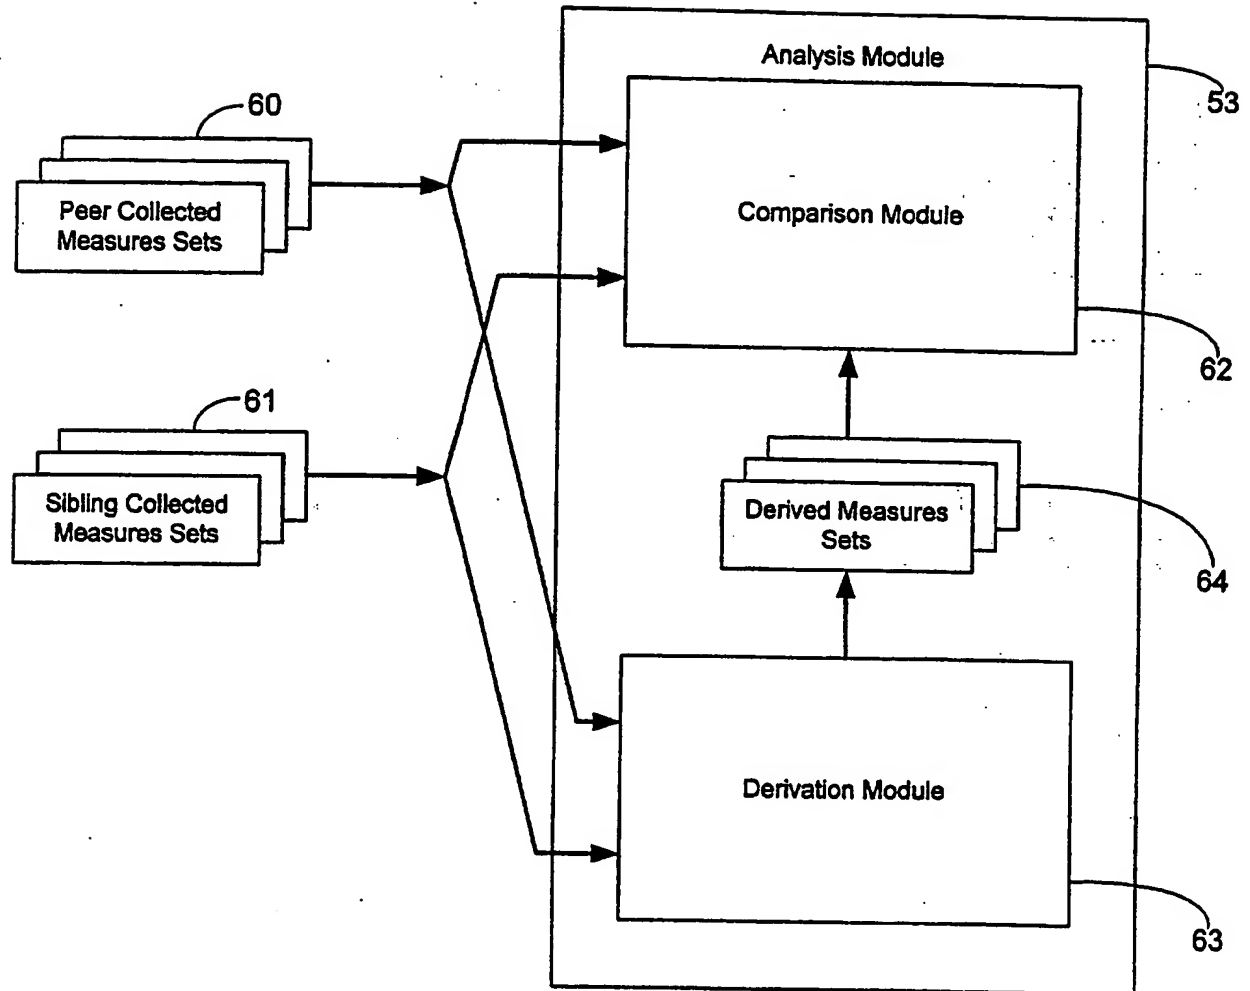 Analysis Module
53
60
Peer Collected
Measures Sets
Comparison Module
62
61
Sibling Collected
Measures Sets
Derived Measures
Sets
64
Derivation Module
63